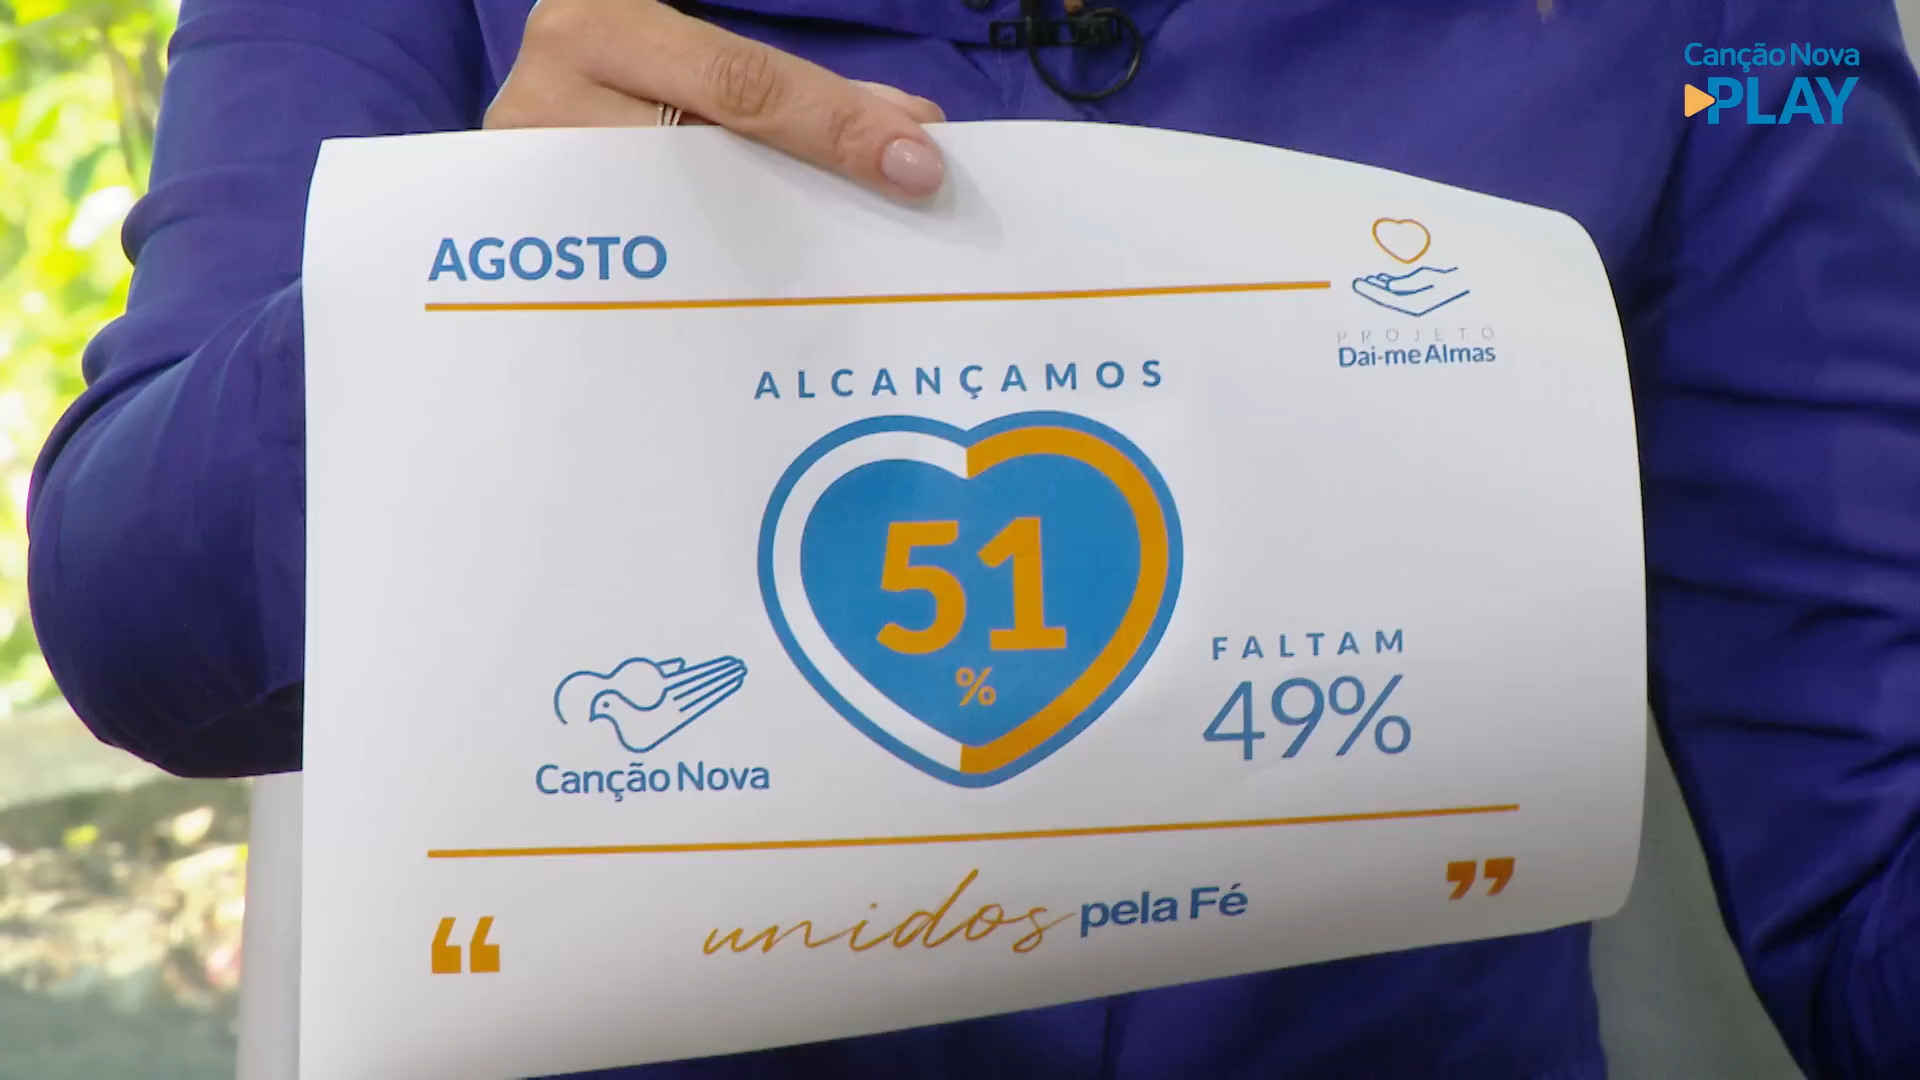 Canção Nova
PLAY
AGOSTO
PROJETO
Dai-me Almas
ALCANÇAMOS
51
%
FALTAM
49%
Canção Nova
“ unidos pela Fé ”